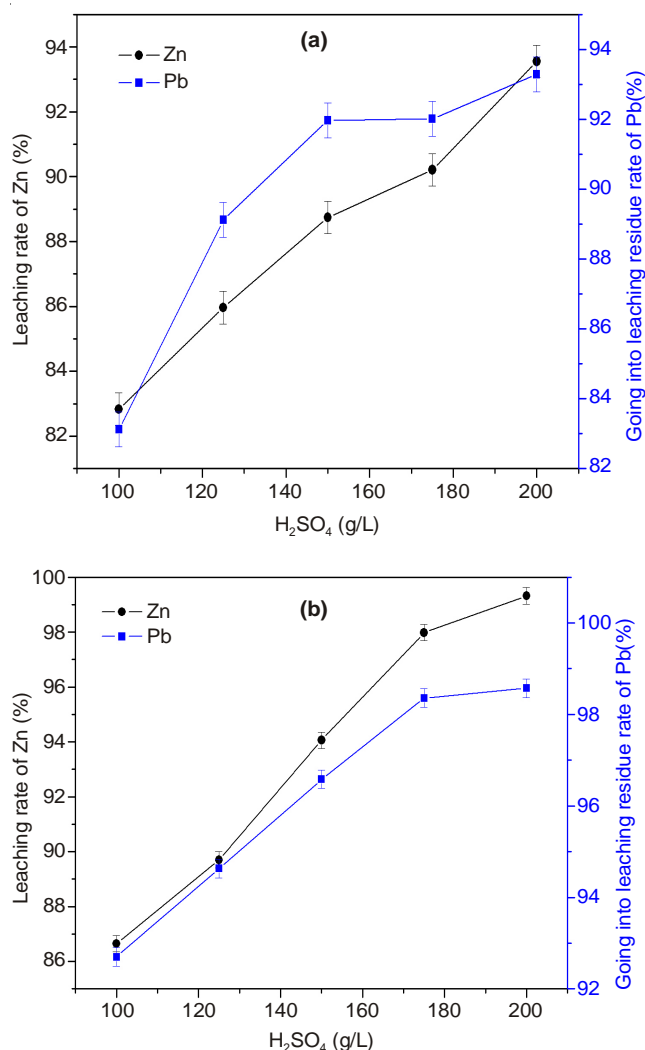 (a)
Zn
Pb
94
92
90
88
86
84
82
Leaching rate of Zn (%)
94
92
90
88
86
84
82
Going into leaching residue rate of Pb(%)
100 120 140 160 180 200
H₂SO₄ (g/L)
(b)
Zn
Pb
100
98
96
94
92
90
88
86
Leaching rate of Zn (%)
100
98
96
94
92
Going into leaching residue rate of Pb(%)
100 120 140 160 180 200
H₂SO₄ (g/L)